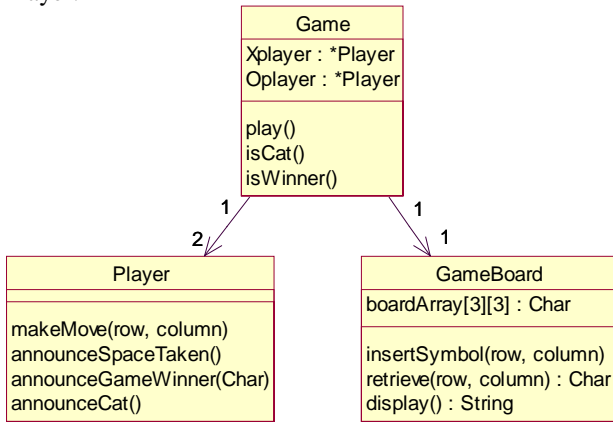 Game
Xplayer : *Player
Oplayer : *Player
play()
isCat()
isWinner()
1
1
2
1
Player
makeMove(row, column)
announceSpaceTaken()
announceGameWinner(Char)
announceCat()
GameBoard
boardArray[3][3] : Char
insertSymbol(row, column)
retrieve(row, column) : Char
display() : String